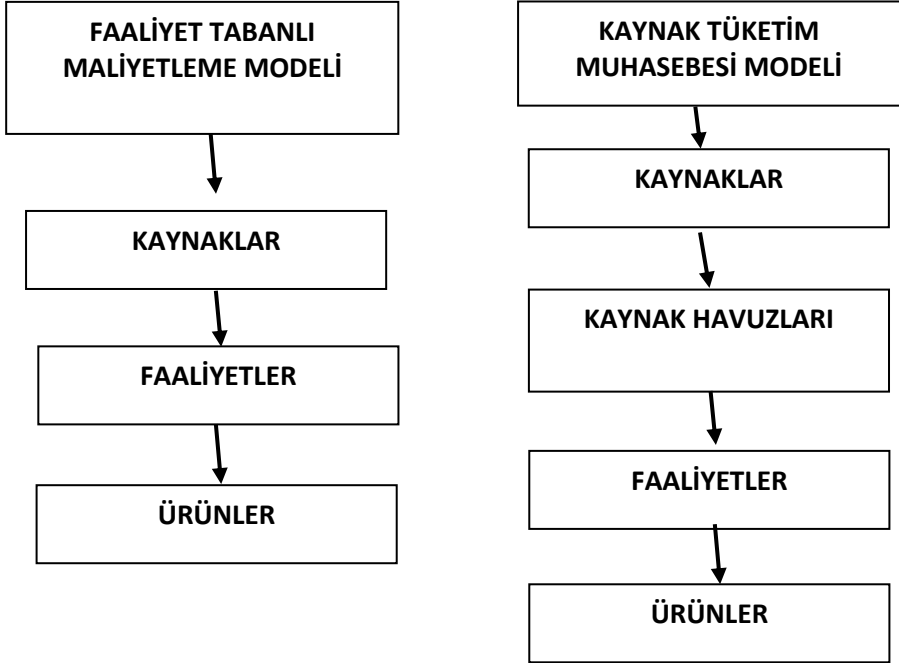 FAALİYET TABANLI
MALİYETLEME MODELİ
KAYNAKLAR
FAALİYETLER
ÜRÜNLER
KAYNAK TÜKETİM
MUHASEBESİ MODELİ
KAYNAKLAR
KAYNAK HAVUZLARI
FAALİYETLER
ÜRÜNLER